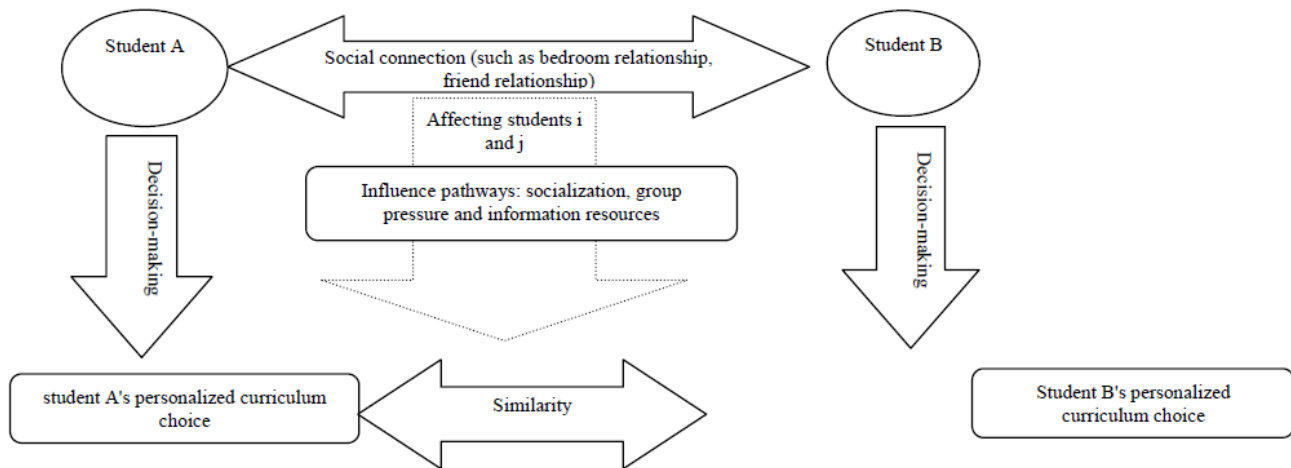 Student A
Social connection (such as bedroom relationship,
friend relationship)
Student B
Affecting students i
and j
Decision-making
Influence pathways: socialization, group
pressure and information resources
Decision-making
student A's personalized curriculum
choice
Similarity
Student B's personalized
curriculum choice